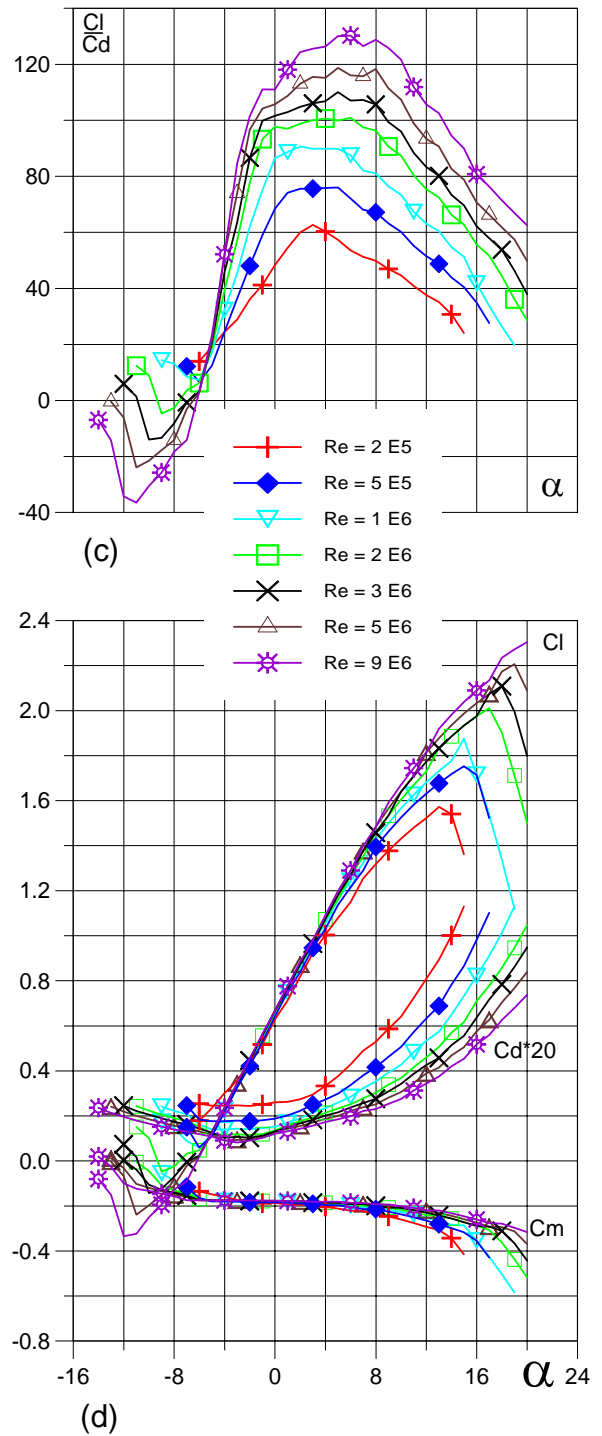 Cl
Cd
120
80
40
0
-40
α
(c)
Re = 2 E5
Re = 5 E5
Re = 1 E6
Re = 2 E6
Re = 3 E6
Re = 5 E6
Re = 9 E6
2.4
Cl
2.0
1.6
1.2
0.8
Cd*20
0.4
0.0
Cm
-0.4
-0.8
-16 -8 0 8 16 α 24
(d)